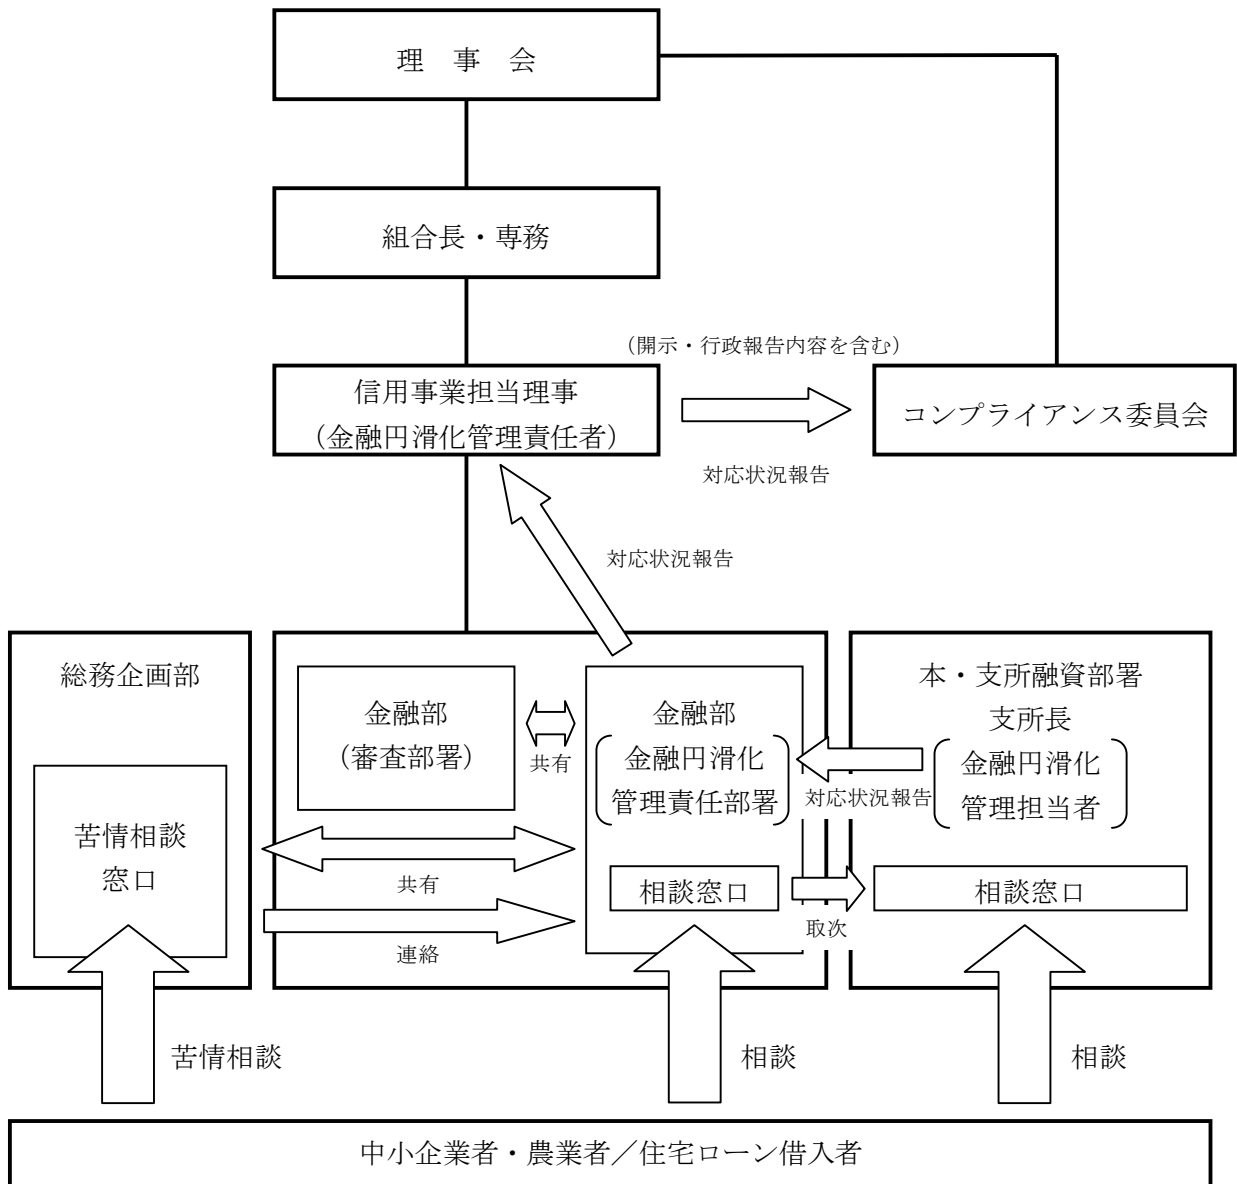 理　事　会
組合長・専務
（開示・行政報告内容を含む）
信用事業担当理事
（金融円滑化管理責任者）
コンプライアンス委員会
対応状況報告
対応状況報告
総務企画部
苦情相談
窓口
金融部
（審査部署）
共有
金融部
金融円滑化
管理責任部署
対応状況報告
本・支所融資部署
支所長
金融円滑化
管理担当者
共有
連絡
相談窓口
取次
相談窓口
苦情相談
相談
相談
中小企業者・農業者／住宅ローン借入者